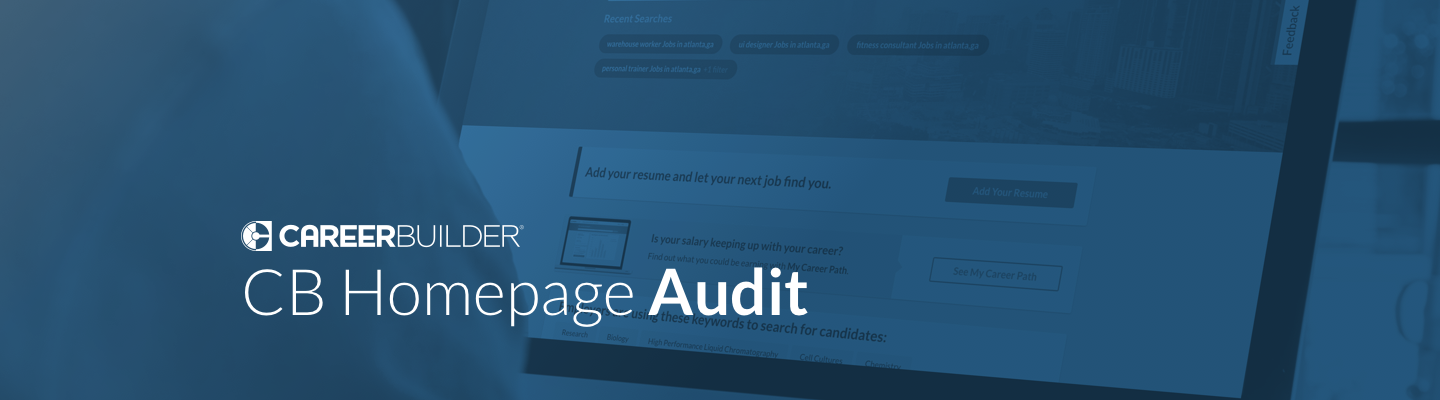 Recent Searches
warehouse worker Jobs in atlanta,ga
ui designer Jobs in atlanta,ga
fitness consultant Jobs in atlanta,ga
personal trainer Jobs in atlanta,ga +1 filter
Feedback
Add your resume and let your next job find you.
Add Your Resume
Is your salary keeping up with your career?
Find out what you could be earning with My Career Path.
See My Career Path
CAREERBUILDER®
CB Homepage Audit
are using these keywords to search for candidates:
Research
Biology
High Performance Liquid Chromatography
Cell Cultures
Chemistry